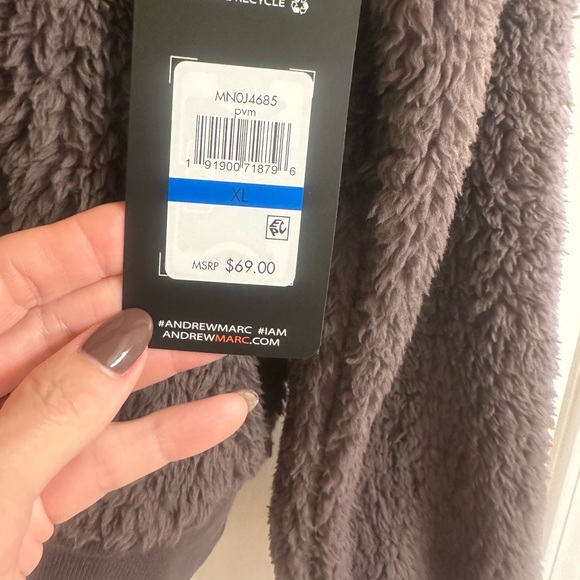 RECYCLE
MN0J4685
pvm
1 91900 71879 6
XL
MSRP $69.00
#ANDREWMARC #IAM
ANDREWMARC.COM